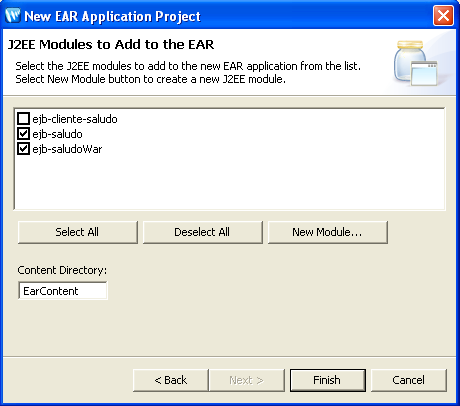 New EAR Application Project
J2EE Modules to Add to the EAR
Select the J2EE modules to add to the new EAR application from the list.
Select New Module button to create a new J2EE module.
ejb-cliente-saludo
ejb-saludo
ejb-saludoWar
Select All
Deselect All
New Module...
Content Directory:
EarContent
< Back
Next >
Finish
Cancel